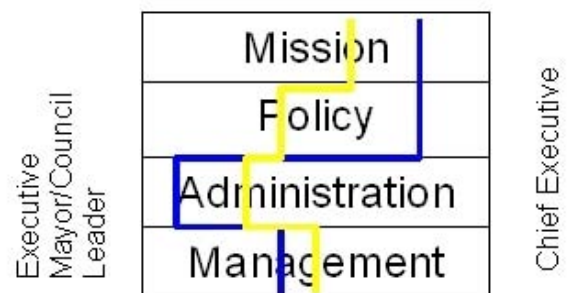 Executive
Mayor/Council
Leader
Mission
Policy
Administration
Management
Chief Executive